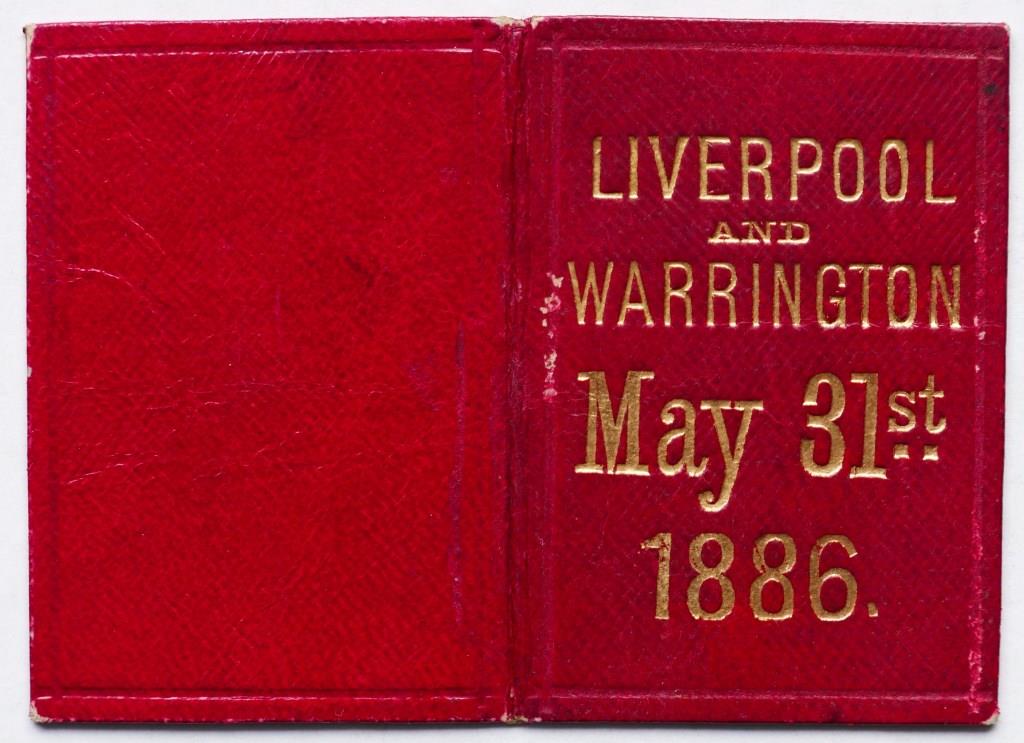 LIVERPOOL
AND
WARRINGTON
May 31st
1886.